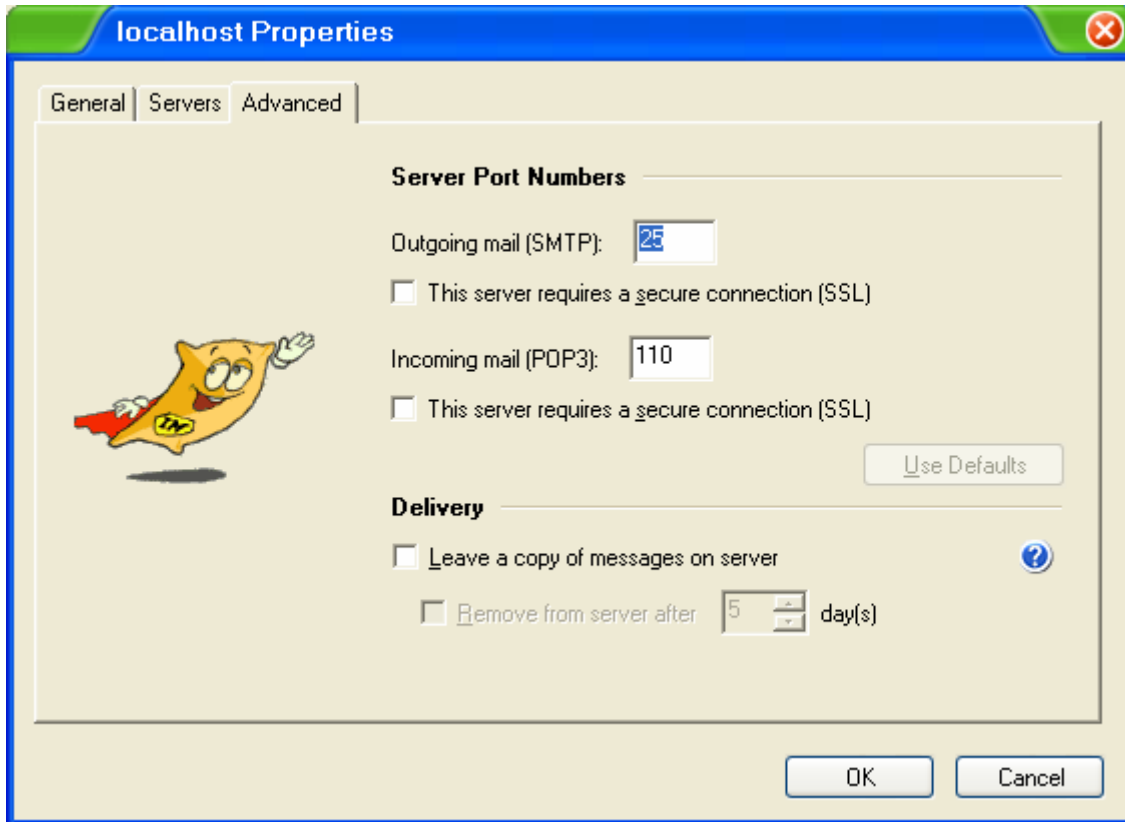 localhost Properties
General Servers Advanced
Server Port Numbers
Outgoing mail (SMTP): 25
This server requires a secure connection (SSL)
Incoming mail (POP3): 110
This server requires a secure connection (SSL)
Use Defaults
Delivery
Leave a copy of messages on server
Remove from server after 5 day(s)
IM
OK Cancel